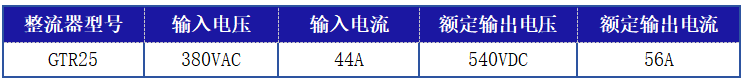 整流器型号 输入电压 输入电流 额定输出电压 额定输出电流
GTR25 380VAC 44A 540VDC 56A